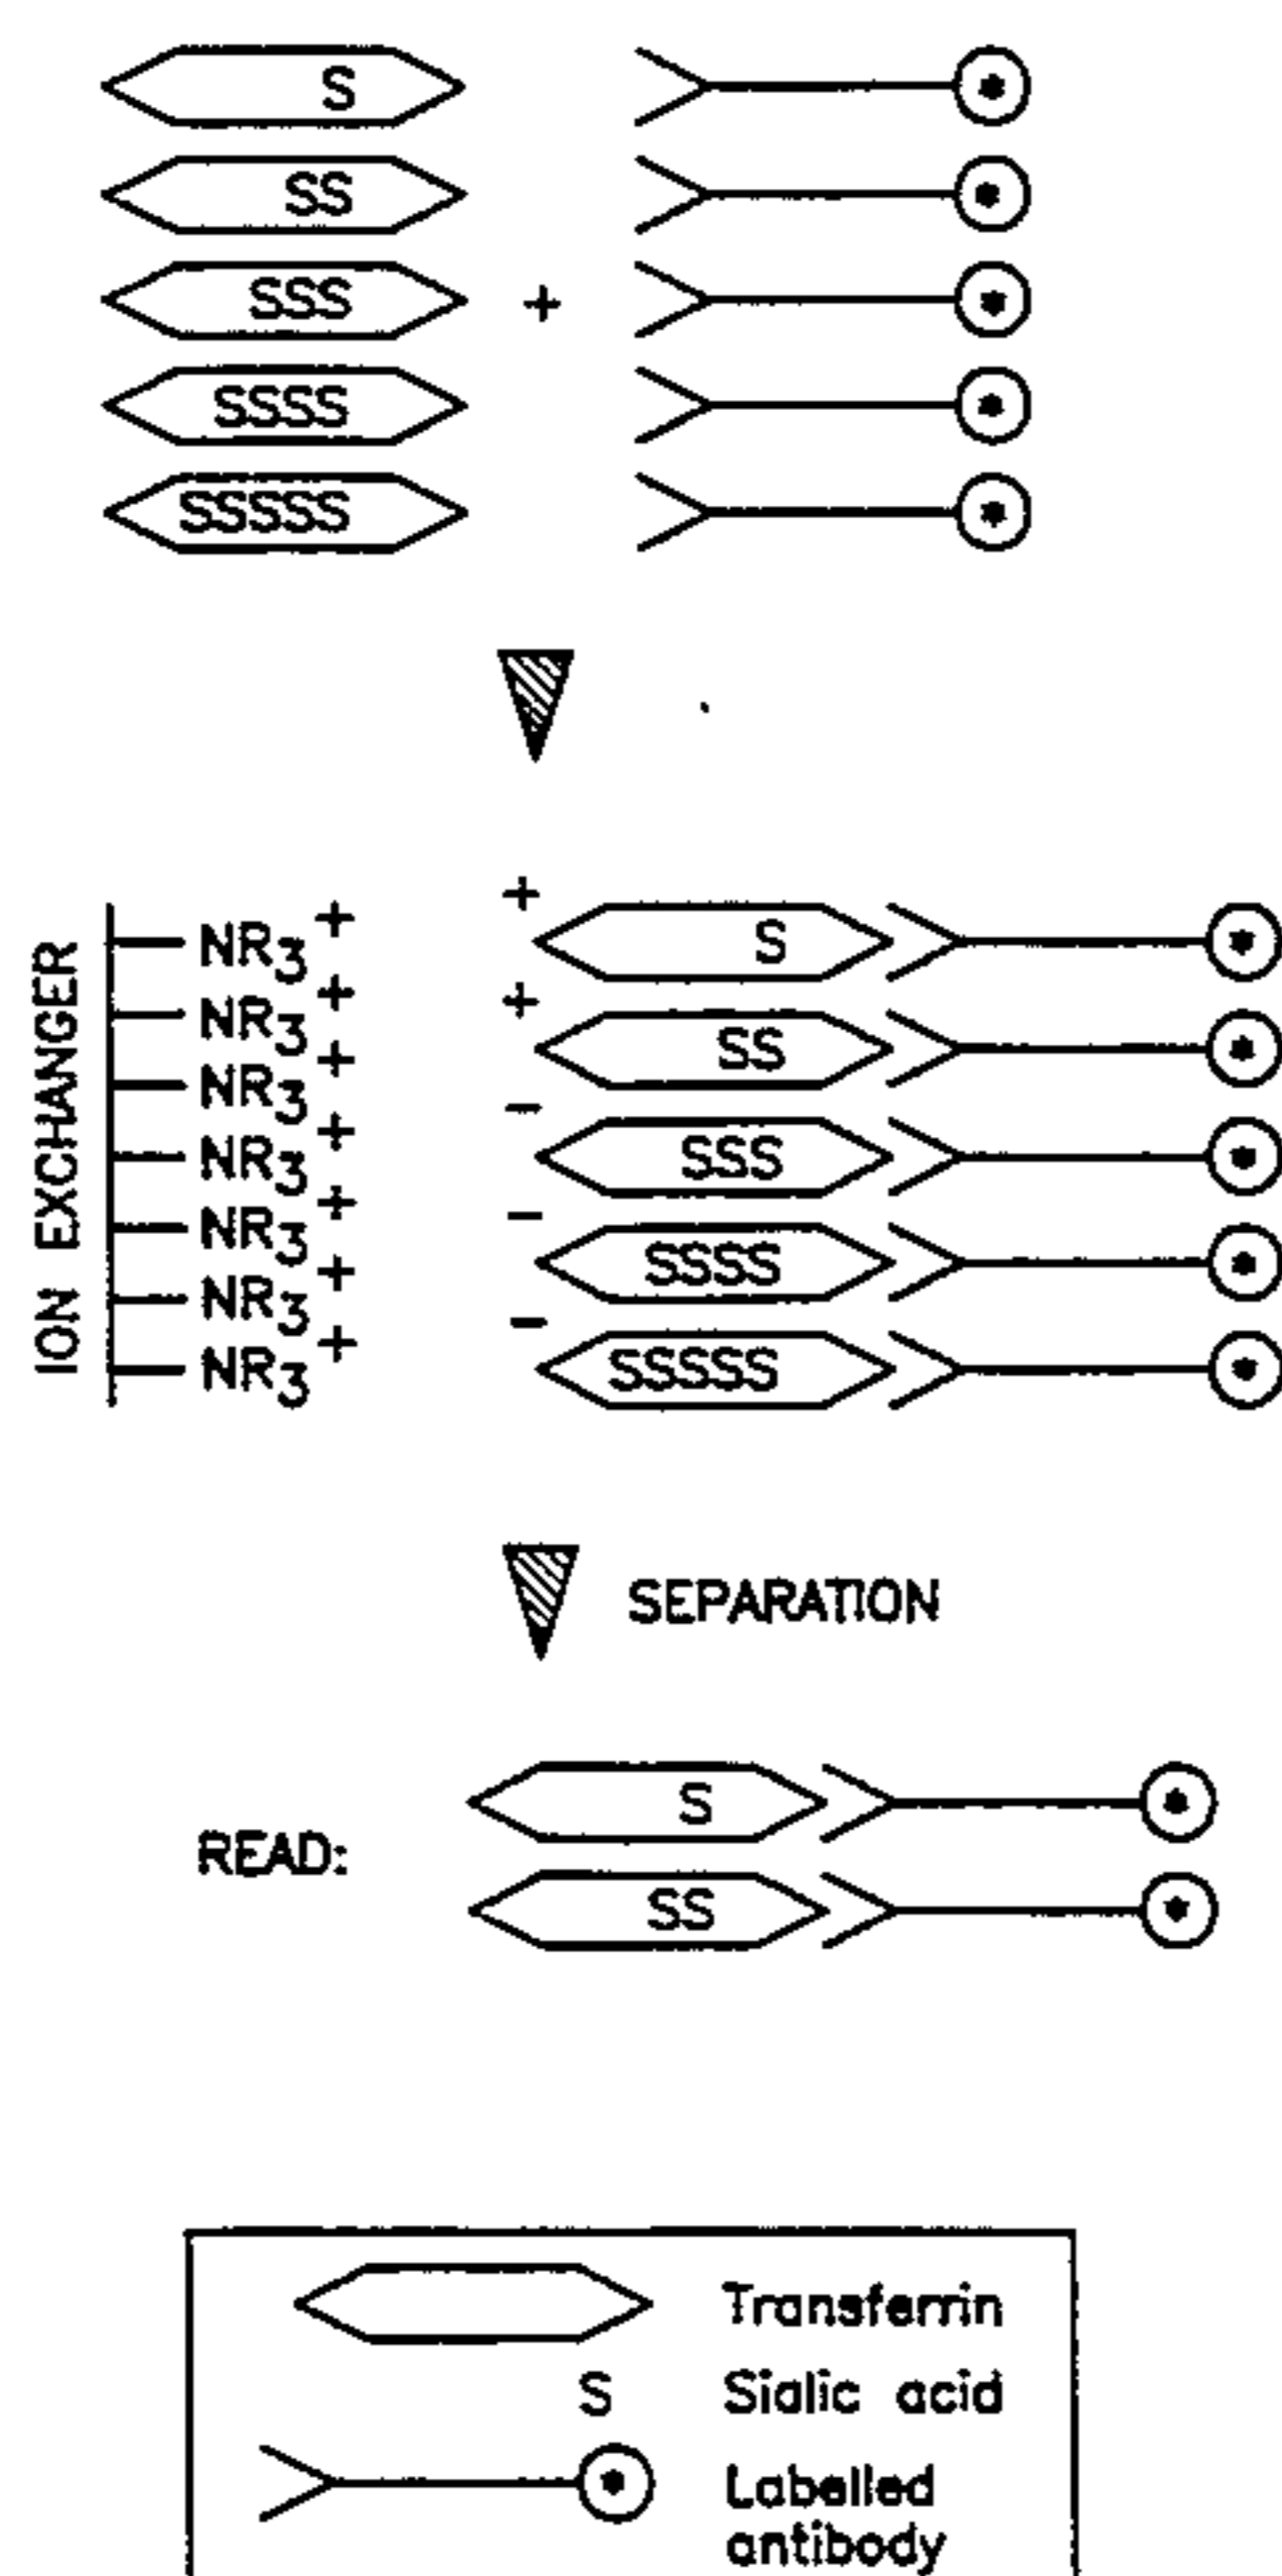 S
SS
SSS +
SSSS
SSSSS
ION EXCHANGER
NR3+
NR3+
NR3+
NR3+
NR3+
NR3+
NR3+
+ S
+ SS
- SSS
- SSSS
- SSSSS
SEPARATION
READ:
S
SS
Transferrin
S Sialic acid
Labelled
antibody